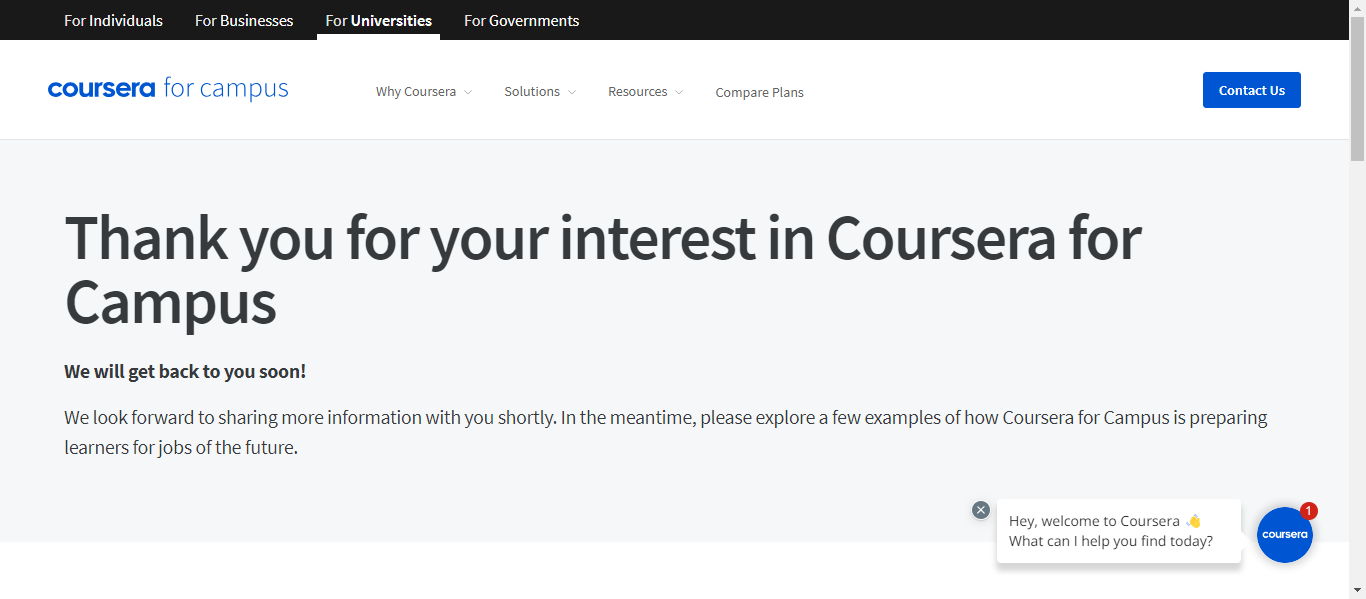 For Individuals For Businesses For Universities For Governments
coursera for campus Why Coursera Solutions Resources Compare Plans Contact Us
Thank you for your interest in Coursera for
Campus
We will get back to you soon!
We look forward to sharing more information with you shortly. In the meantime, please explore a few examples of how Coursera for Campus is preparing
learners for jobs of the future.
Hey, welcome to Coursera 👋
What can I help you find today?
coursera
1